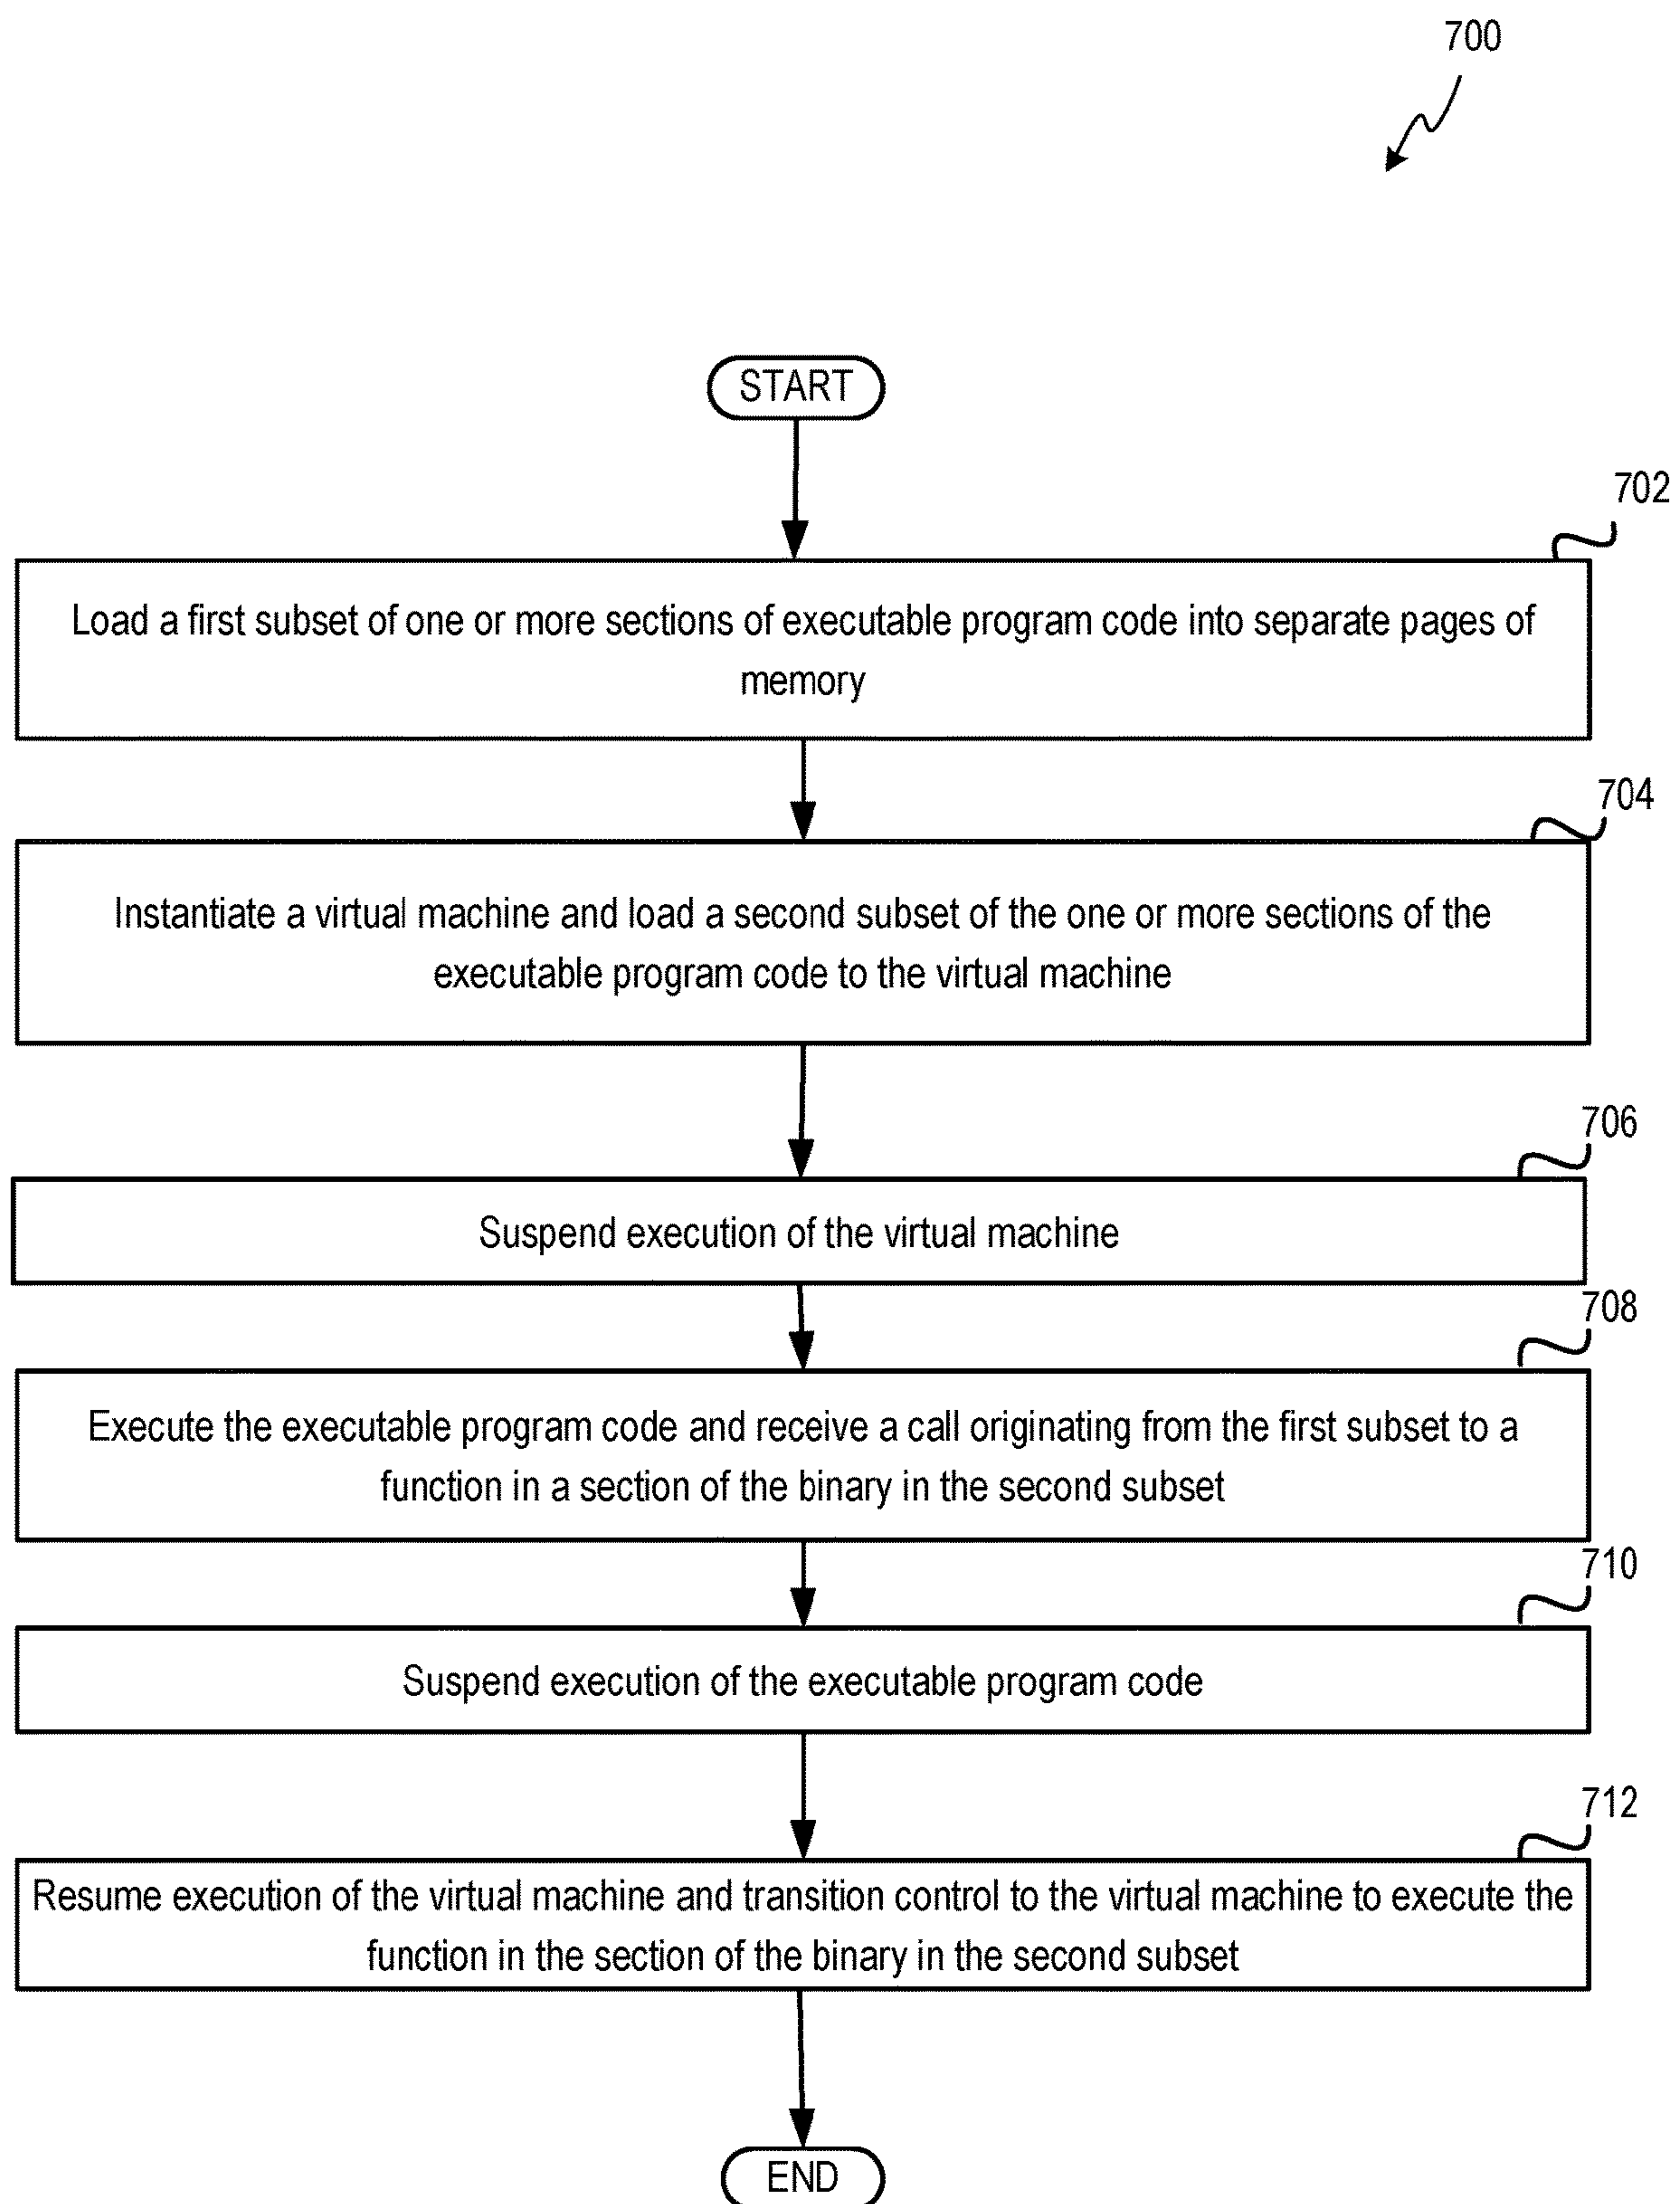 700
START
702
Load a first subset of one or more sections of executable program code into separate pages of
memory
704
Instantiate a virtual machine and load a second subset of the one or more sections of the
executable program code to the virtual machine
706
Suspend execution of the virtual machine
708
Execute the executable program code and receive a call originating from the first subset to a
function in a section of the binary in the second subset
710
Suspend execution of the executable program code
712
Resume execution of the virtual machine and transition control to the virtual machine to execute the
function in the section of the binary in the second subset
END